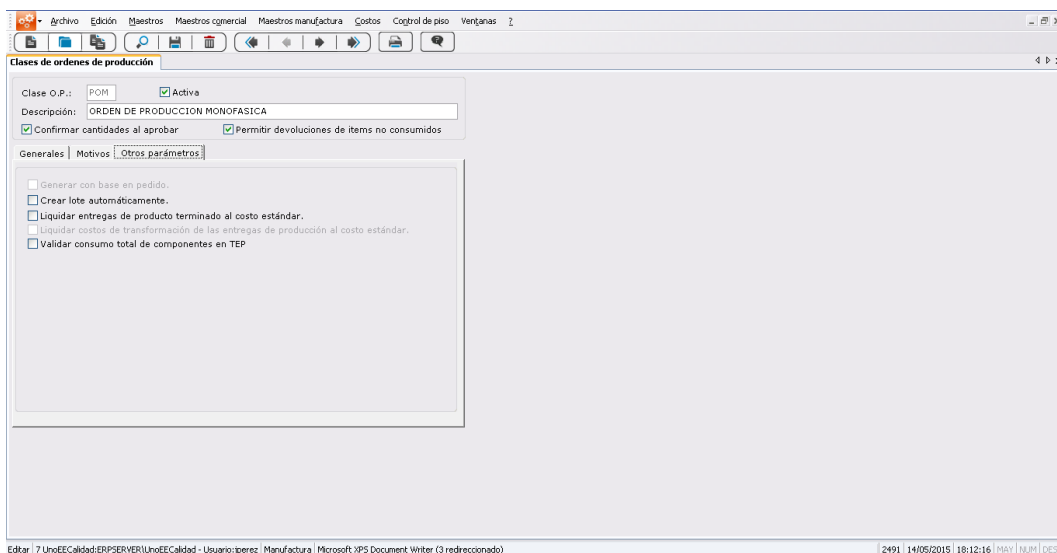 Archivo Edición Maestros Maestros comercial Maestros manufactura Costos Control de piso Ventanas ?
Clases de ordenes de producción
Clase O.P.: POM Activa
Descripción: ORDEN DE PRODUCCION MONOFASICA
Confirmar cantidades al aprobar Permitir devoluciones de items no consumidos
Generales Motivos Otros parámetros
Generar con base en pedido.
Crear lote automáticamente.
Liquidar entregas de producto terminado al costo estándar.
Liquidar costos de transformación de las entregas de producción al costo estándar.
Validar consumo total de componentes en TEP
Editar 7 UnoEECalidad:ERPSERVER\UnoEECalidad - Usuario:jperez Manufactura Microsoft XPS Document Writer (3 redireccionado) 2491 14/05/2015 18:12:16 MAY NUM DES